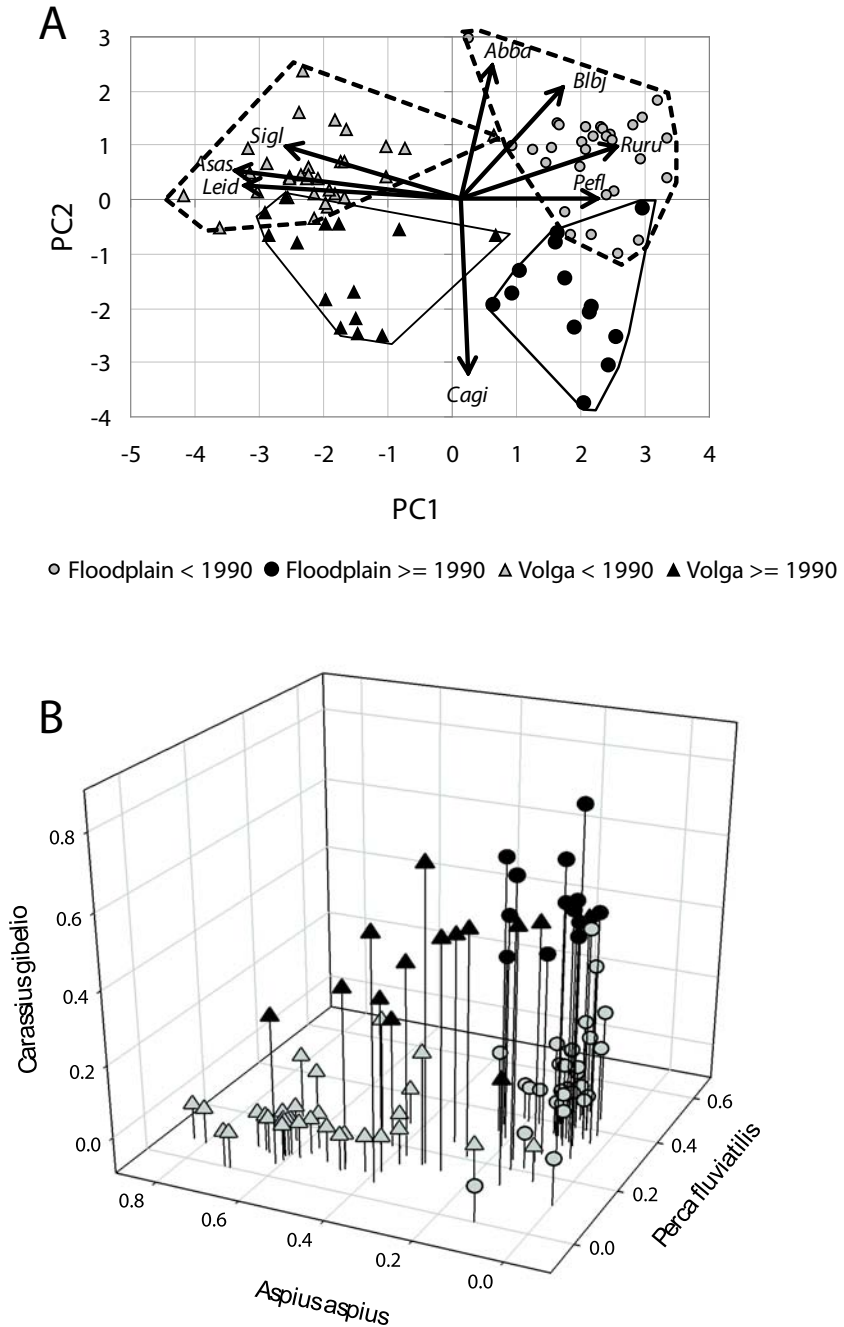 A
3
Abba
2
Blbj
Sigl
1
Ruru
Asas
Pefl
Leid
PC2
0
-1
-2
-3
Cagi
-4
-5 -4 -3 -2 -1 0 1 2 3 4
PC1
Floodplain < 1990 Floodplain >= 1990 Volga < 1990 Volga >= 1990
B
0.8
0.6
0.4
0.2
0.0
Carassius gibelio
0.8
0.6
0.4
0.2
0.0
Aspius aspius
0.0
0.2
0.4
0.6
Perca fluviatilis